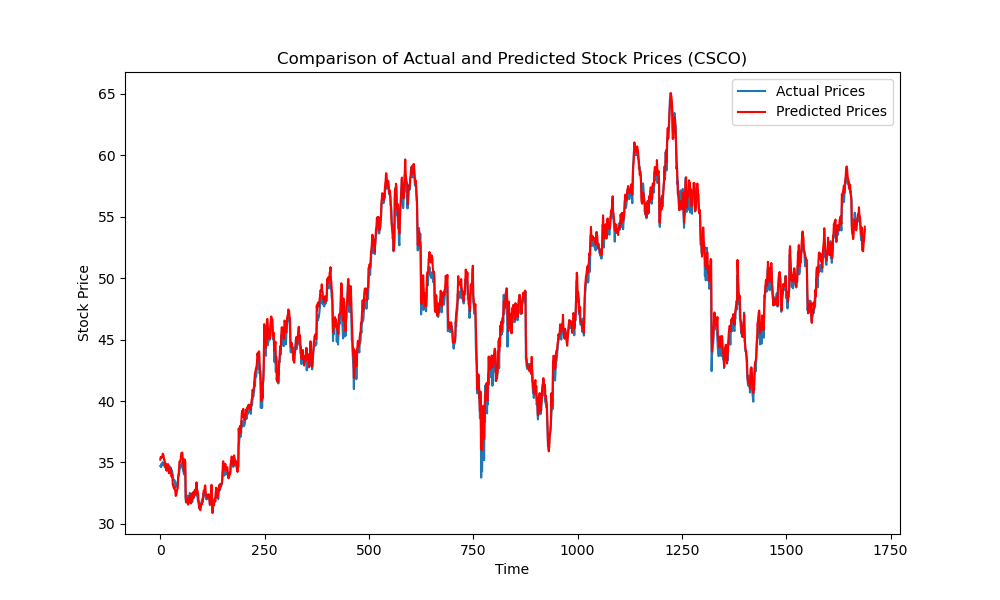 Comparison of Actual and Predicted Stock Prices (CSCO)
Actual Prices
Predicted Prices
Stock Price
65
60
55
50
45
40
35
30
0 250 500 750 1000 1250 1500 1750
Time